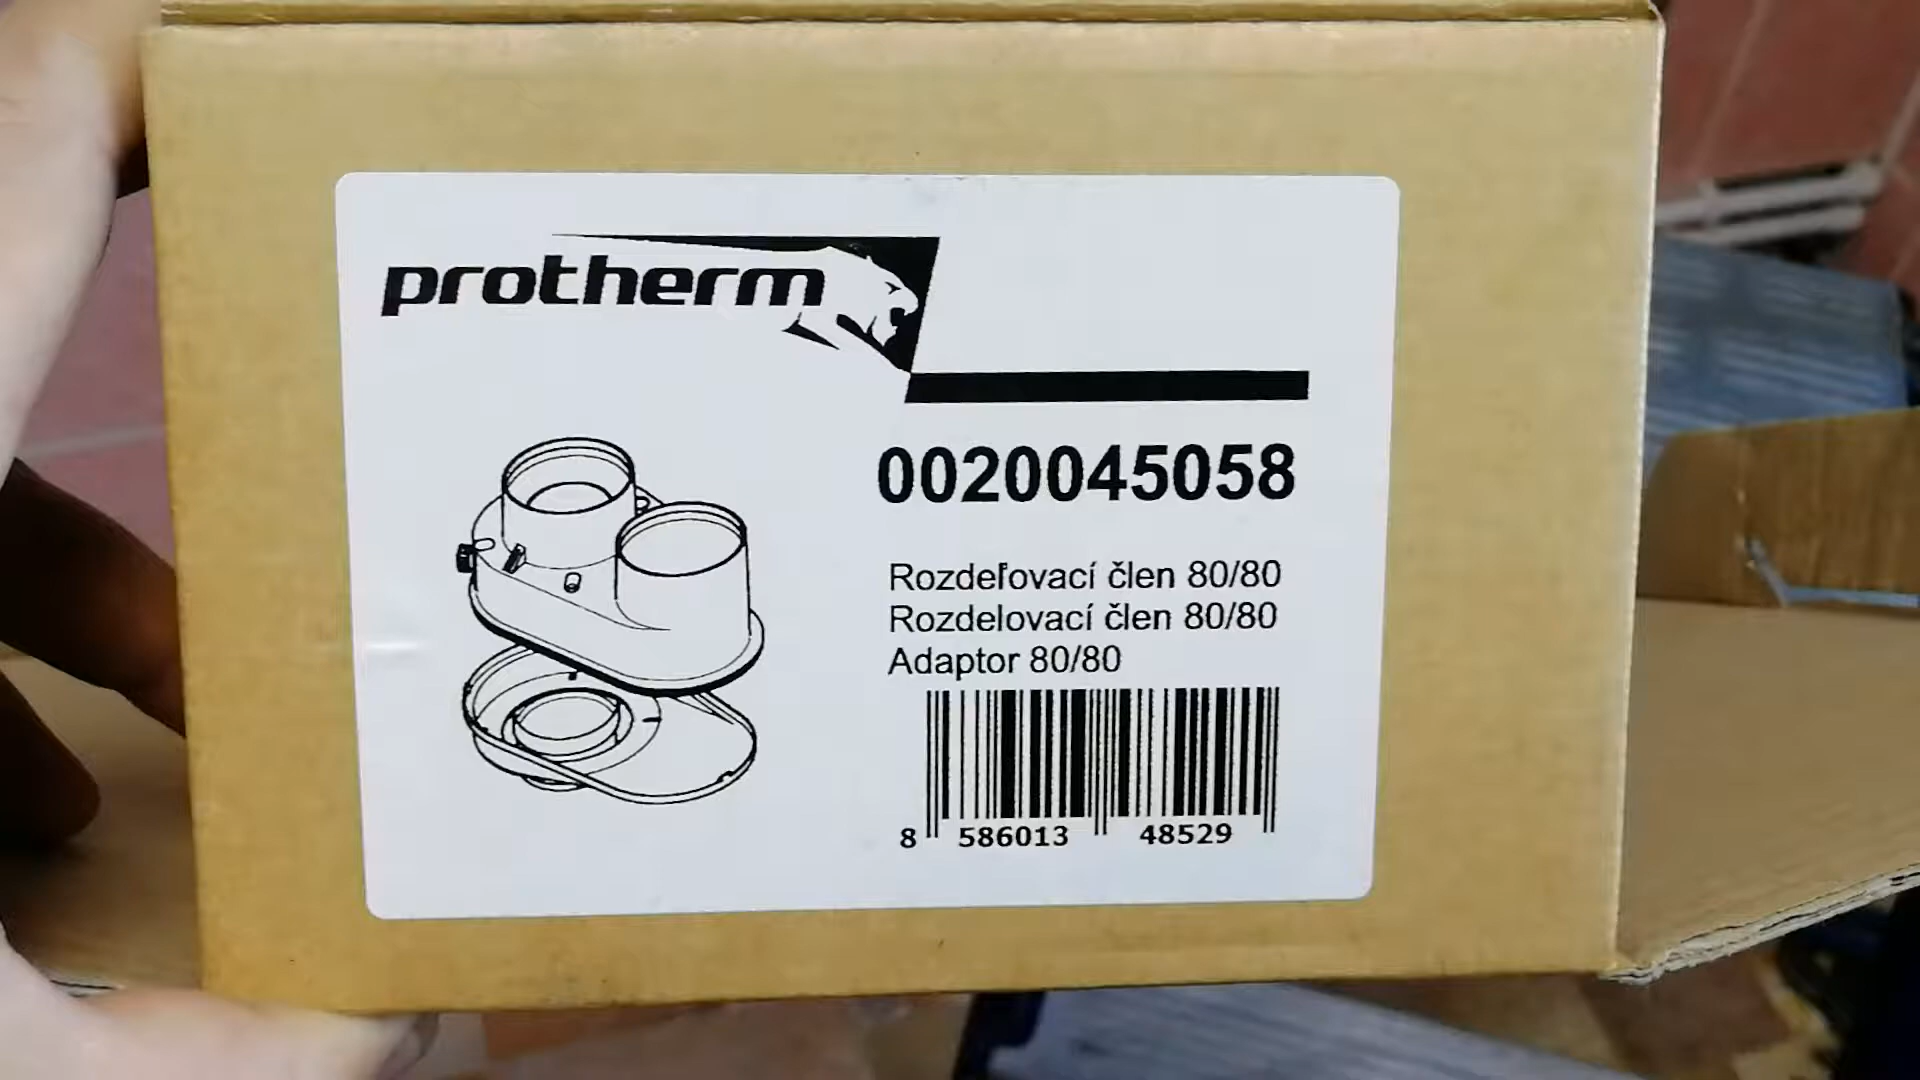 protherm
0020045058
Rozdeľovací člen 80/80
Rozdelovací člen 80/80
Adaptor 80/80
8 586013 48529